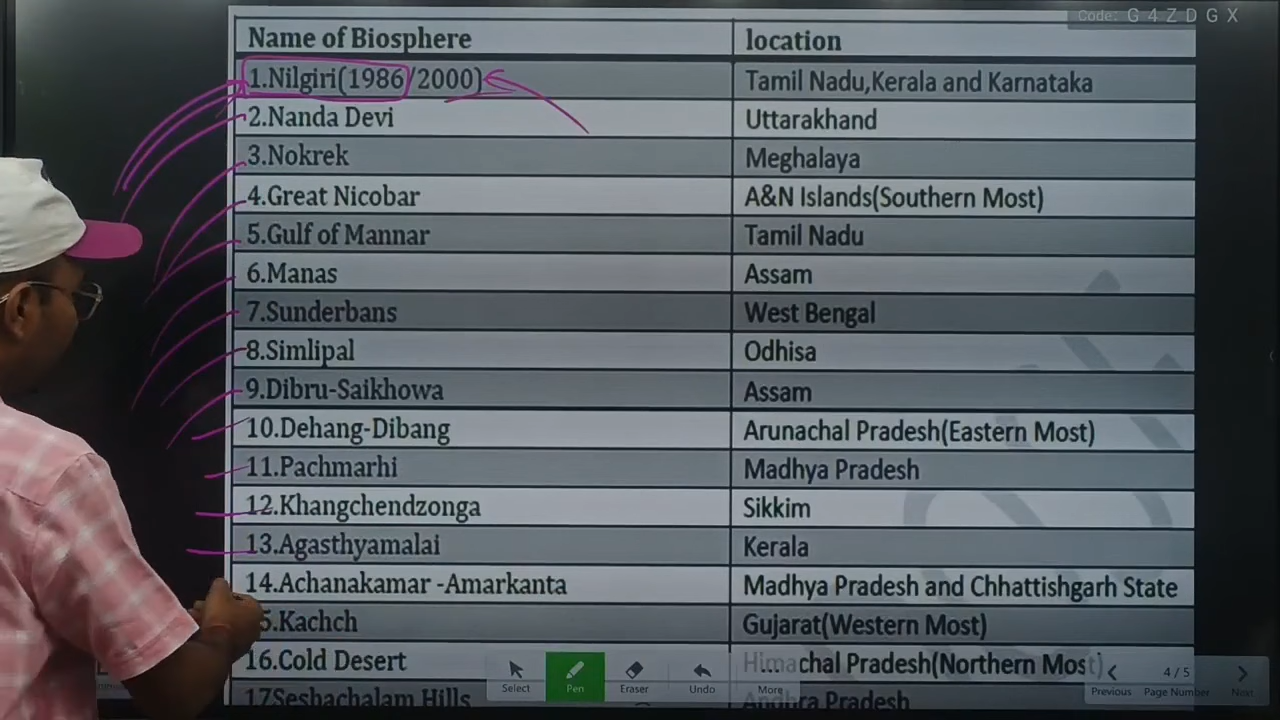 Code: G 4 Z D G X
Name of Biosphere location
1.Nilgiri(1986/2000) Tamil Nadu,Kerala and Karnataka
2.Nanda Devi Uttarakhand
3.Nokrek Meghalaya
4.Great Nicobar A&N Islands(Southern Most)
5.Gulf of Mannar Tamil Nadu
6.Manas Assam
7.Sunderbans West Bengal
8.Simlipal Odhisa
9.Dibru-Saikhowa Assam
10.Dehang-Dibang Arunachal Pradesh(Eastern Most)
11.Pachmarhi Madhya Pradesh
12.Khangchendzonga Sikkim
13.Agasthyamalai Kerala
14.Achanakamar -Amarkanta Madhya Pradesh and Chhattishgarh State
5.Kachch Gujarat(Western Most)
16.Cold Desert Himachal Pradesh(Northern Most)
17Seshachalam Hills Andhra Pradesh
Select Pen Eraser Undo More
Previous 4/5 Page Number Next